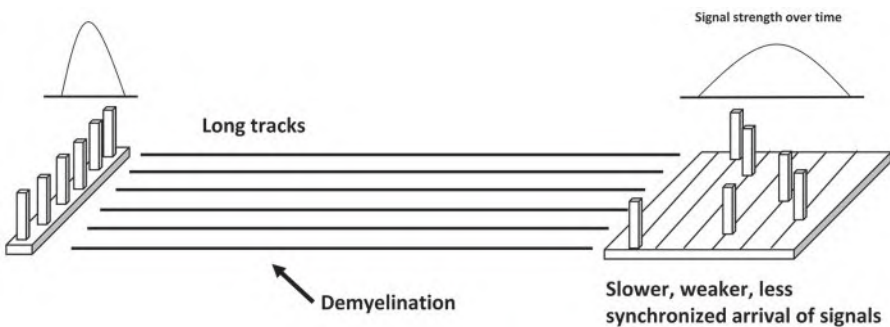 Signal strength over time
Long tracks
Demyelination
Slower, weaker, less
synchronized arrival of signals